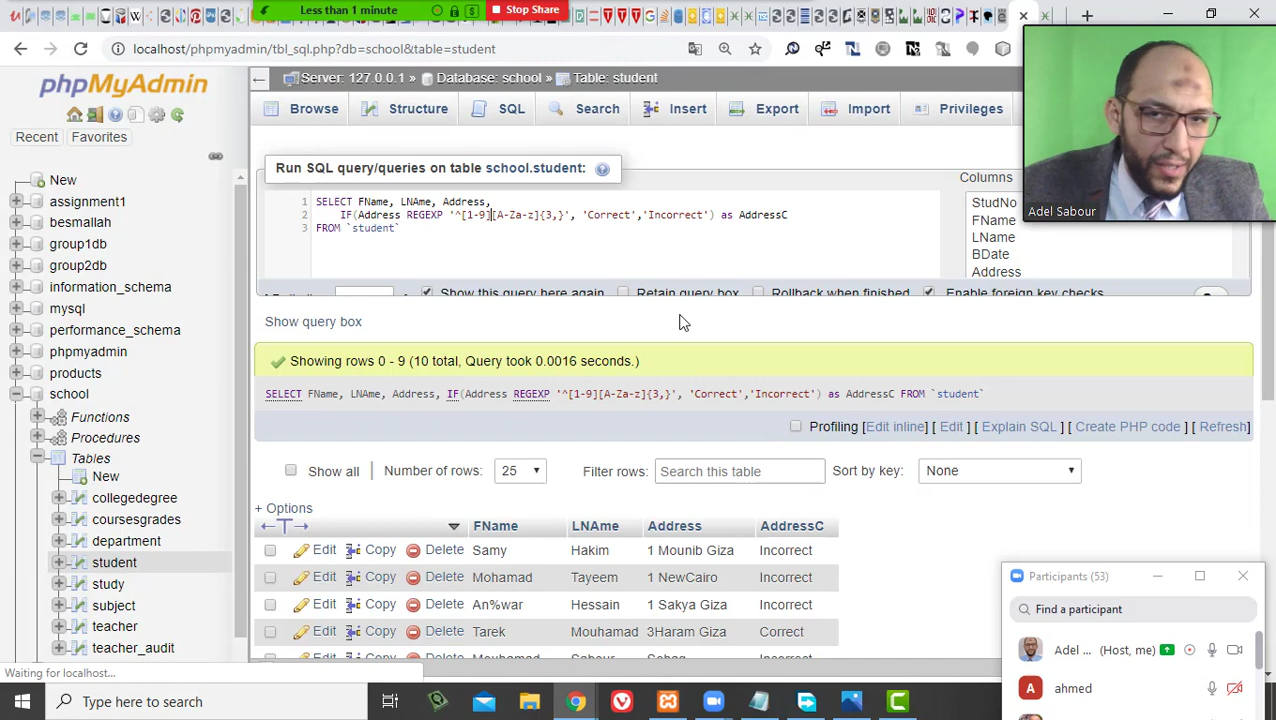 Less than 1 minute
Stop Share
localhost/phpmyadmin/tbl_sql.php?db=school&table=student
phpMyAdmin
Recent
Favorites
New
assignment1
besmallah
group1db
group2db
information_schema
mysql
performance_schema
phpmyadmin
products
school
Functions
Procedures
Tables
New
collegedegree
coursesgrades
department
student
study
subject
teacher
teacher_audit
Waiting for localhost...
Server: 127.0.0.1 » Database: school » Table: student
Browse Structure SQL Search Insert Export Import Privileges
Run SQL query/queries on table school.student:
1 SELECT FName, LNAme, Address,
2 IF(Address REGEXP '^[1-9][A-Za-z]{3,}', 'Correct','Incorrect') as AddressC
3 FROM `student`
Columns
StudNo
FName
LName
BDate
Address
Show this query here again Retain query box Rollback when finished Enable foreign key checks
Show query box
Showing rows 0 - 9 (10 total, Query took 0.0016 seconds.)
SELECT FName, LNAme, Address, IF(Address REGEXP '^[1-9][A-Za-z]{3,}', 'Correct','Incorrect') as AddressC FROM `student`
Profiling [Edit inline] [ Edit ] [ Explain SQL ] [ Create PHP code ] [ Refresh]
Show all Number of rows: 25 Filter rows: Search this table Sort by key: None
+ Options
FName LNAme Address AddressC
Edit Copy Delete Samy Hakim 1 Mounib Giza Incorrect
Edit Copy Delete Mohamad Tayeem 1 NewCairo Incorrect
Edit Copy Delete An%war Hessain 1 Sakya Giza Incorrect
Edit Copy Delete Tarek Mouhamad 3Haram Giza Correct
Adel Sabour
Participants (53)
Find a participant
Adel ... (Host, me)
A ahmed
Type here to search